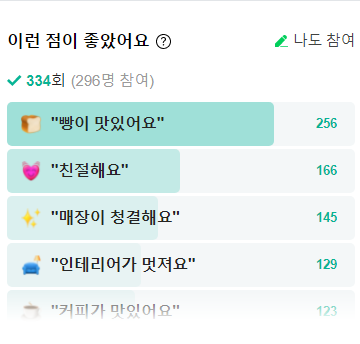 이런 점이 좋았어요 ? 나도 참여
334회 (296명 참여)
"빵이 맛있어요" 256
"친절해요" 166
"매장이 청결해요" 145
"인테리어가 멋져요" 129
"커피가 맛있어요" 123